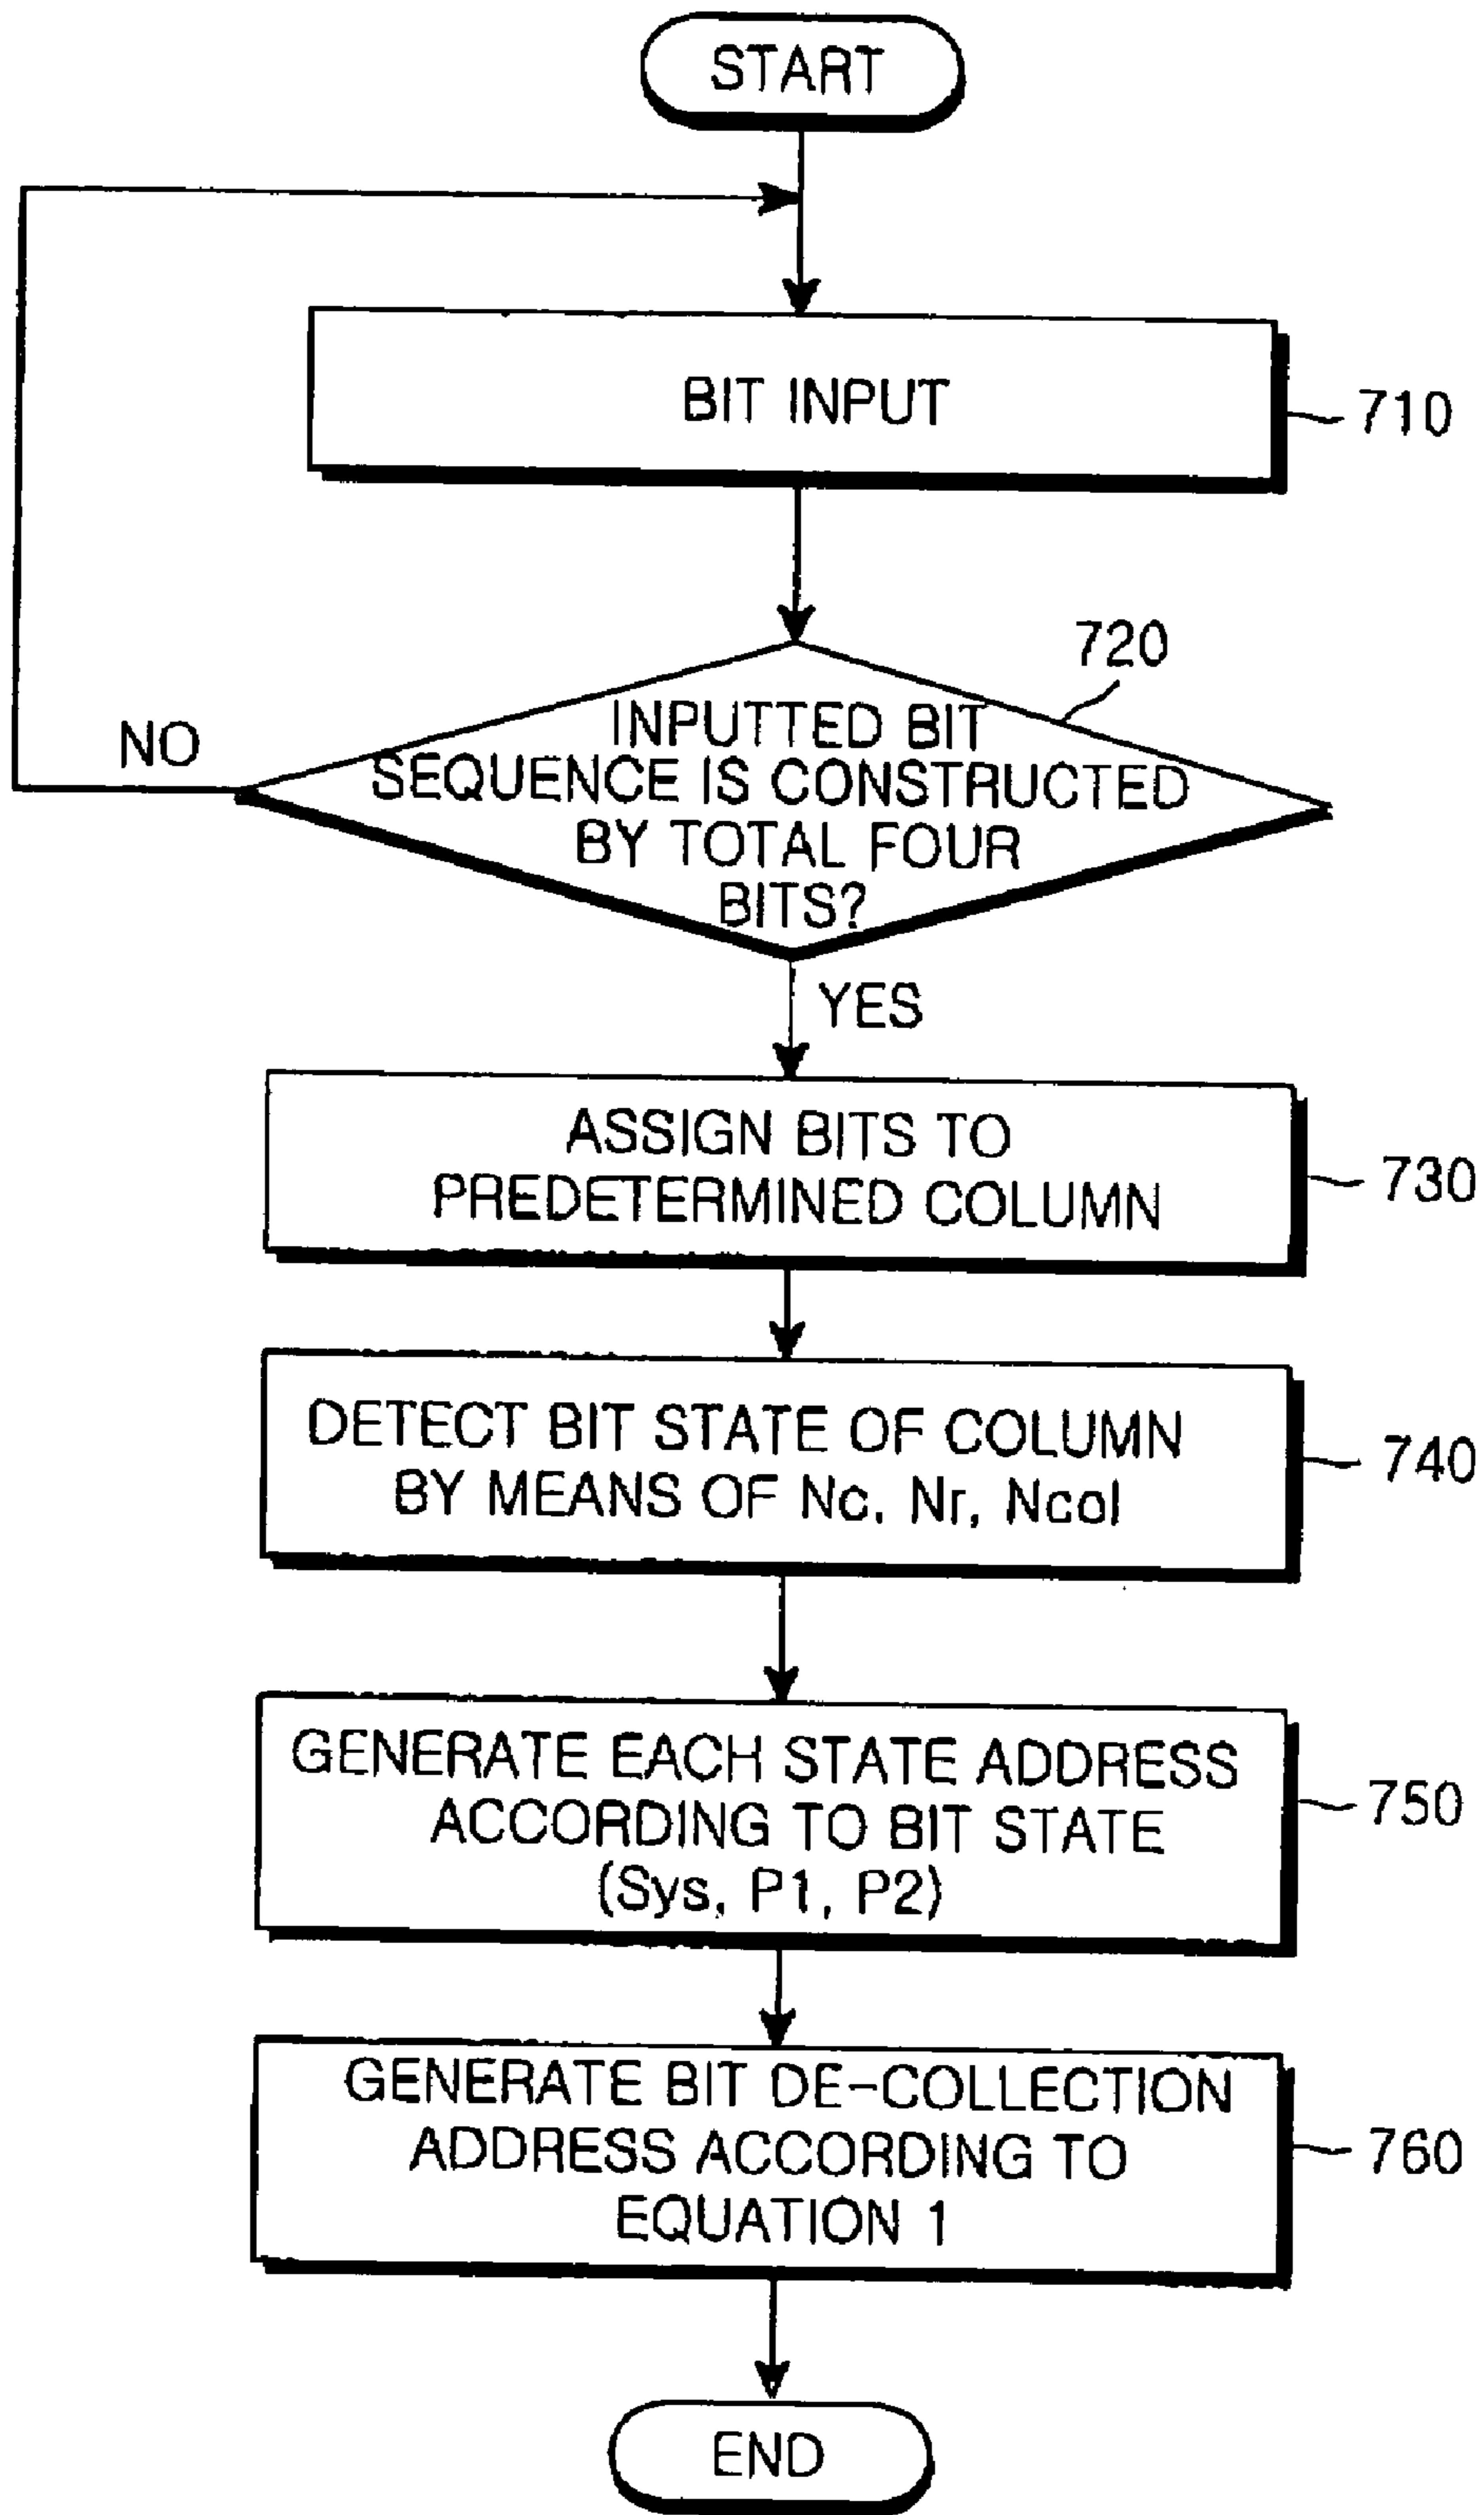 START
BIT INPUT
710
720
INPUTTED BIT
SEQUENCE IS CONSTRUCTED
BY TOTAL FOUR
BITS?
NO
YES
ASSIGN BITS TO
PREDETERMINED COLUMN
730
DETECT BIT STATE OF COLUMN
BY MEANS OF Nc, Nr, Ncol
740
GENERATE EACH STATE ADDRESS
ACCORDING TO BIT STATE
(Sys, P1, P2)
750
GENERATE BIT DE-COLLECTION
ADDRESS ACCORDING TO
EQUATION 1
760
END